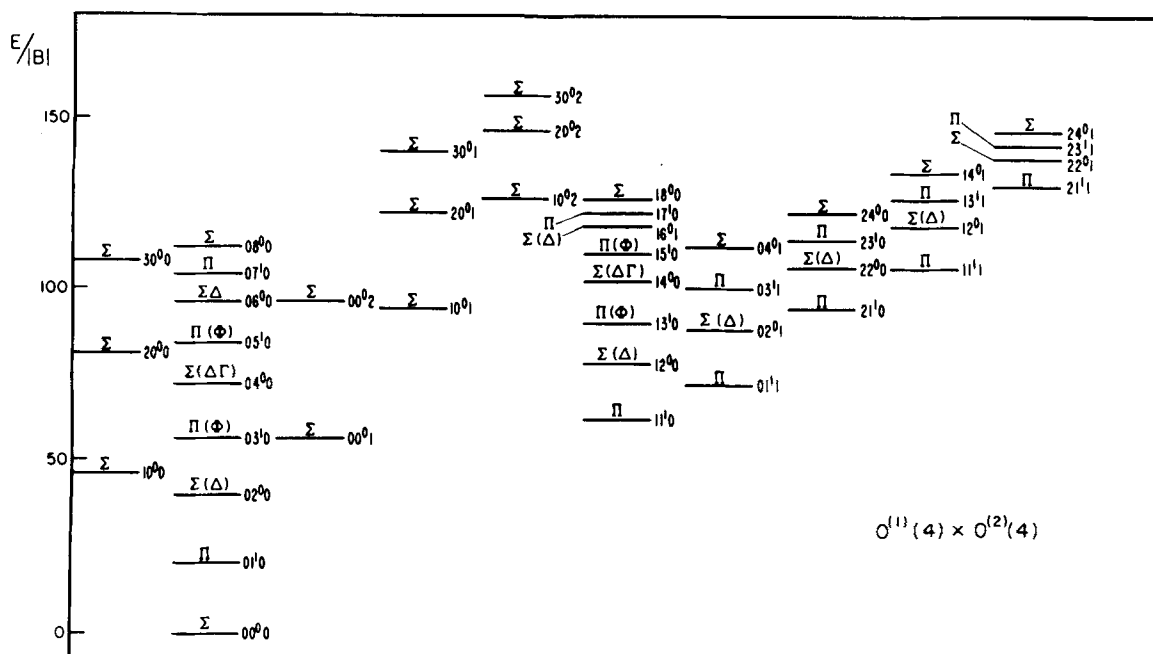 E/|B|
150
100
50
0
Σ 30⁰0
Σ 20⁰0
Σ 10⁰0
Σ 08⁰0
Π 07¹0
ΣΔ 06⁰0
Π(Φ) 05¹0
Σ(ΔΓ) 04⁰0
Π(Φ) 03¹0
Σ(Δ) 02⁰0
Π 01¹0
Σ 00⁰0
Σ 00⁰2
Σ 00⁰1
Σ 30⁰1
Σ 20⁰1
Σ 10⁰1
Σ 30⁰2
Σ 20⁰2
Σ 10⁰2
Σ 18⁰0
Π 17¹0
Σ(Δ) 16⁰1
Π(Φ) 15¹0
Σ(ΔΓ) 14⁰0
Π(Φ) 13¹0
Σ(Δ) 12⁰0
Π 11¹0
Σ 04⁰1
Π 03¹1
Σ(Δ) 02⁰1
Π 01¹1
Σ 24⁰0
Π 23¹0
Σ(Δ) 22⁰0
Π 21¹0
Σ 14⁰1
Π 13¹1
Σ(Δ) 12⁰1
Π 11¹1
Σ 24⁰1
Π 23¹1
Σ 22⁰1
Π 21¹1
O⁽¹⁾(4) × O⁽²⁾(4)